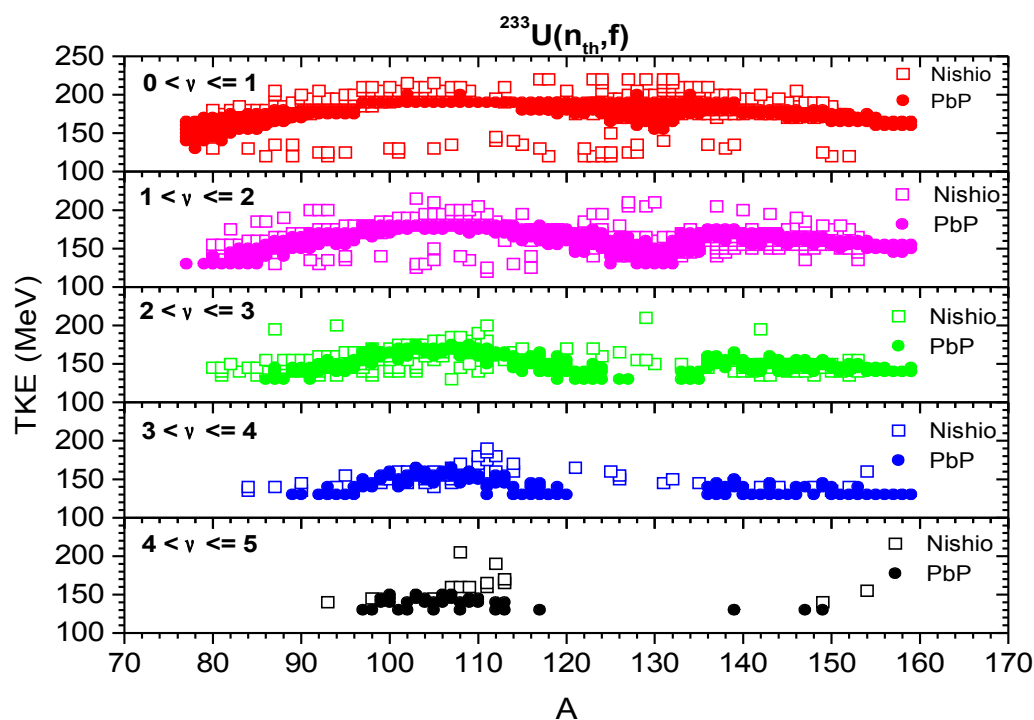 ²³³U(nₜₕ,f)
TKE (MeV)
250
200
150
100
0 < ν <= 1
Nishio
PbP
200
150
100
1 < ν <= 2
Nishio
PbP
200
150
100
2 < ν <= 3
Nishio
PbP
200
150
100
3 < ν <= 4
Nishio
PbP
200
150
100
4 < ν <= 5
Nishio
PbP
70 80 90 100 110 120 130 140 150 160 170
A